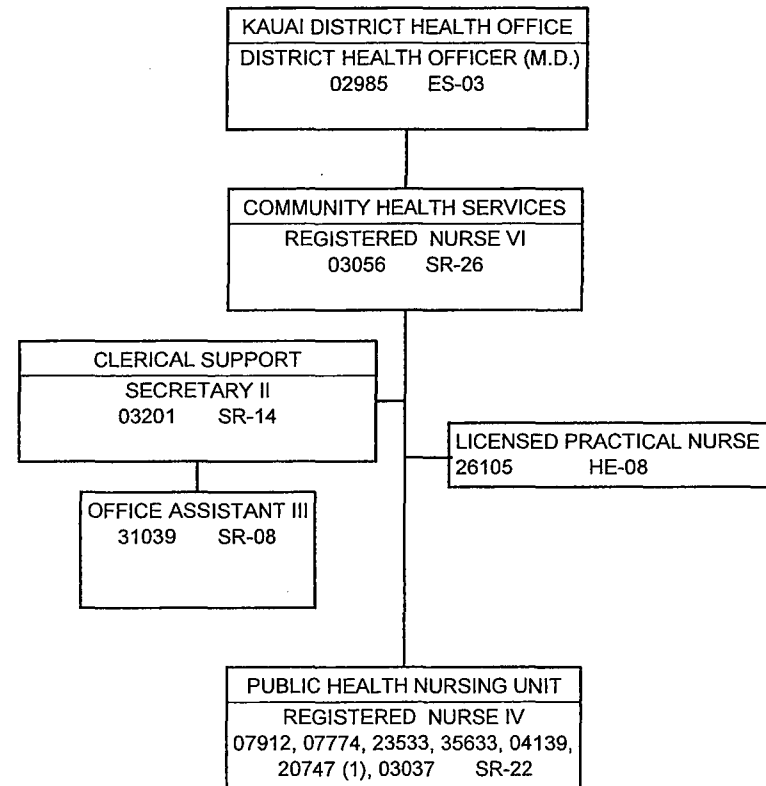 KAUAI DISTRICT HEALTH OFFICE
DISTRICT HEALTH OFFICER (M.D.)
02985 ES-03
COMMUNITY HEALTH SERVICES
REGISTERED NURSE VI
03056 SR-26
CLERICAL SUPPORT
SECRETARY II
03201 SR-14
LICENSED PRACTICAL NURSE
26105 HE-08
OFFICE ASSISTANT III
31039 SR-08
PUBLIC HEALTH NURSING UNIT
REGISTERED NURSE IV
07912, 07774, 23533, 35633, 04139,
20747 (1), 03037 SR-22